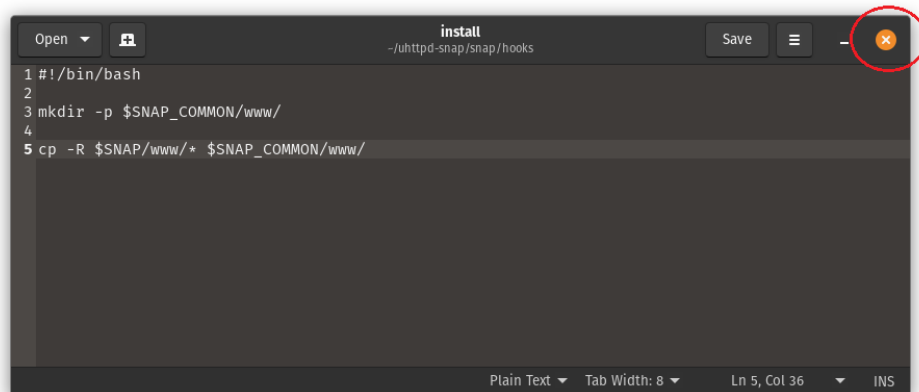 Open
install
~/uhttpd-snap/snap/hooks
Save
1 #!/bin/bash
2
3 mkdir -p $SNAP_COMMON/www/
4
5 cp -R $SNAP/www/* $SNAP_COMMON/www/
Plain Text Tab Width: 8 Ln 5, Col 36 INS